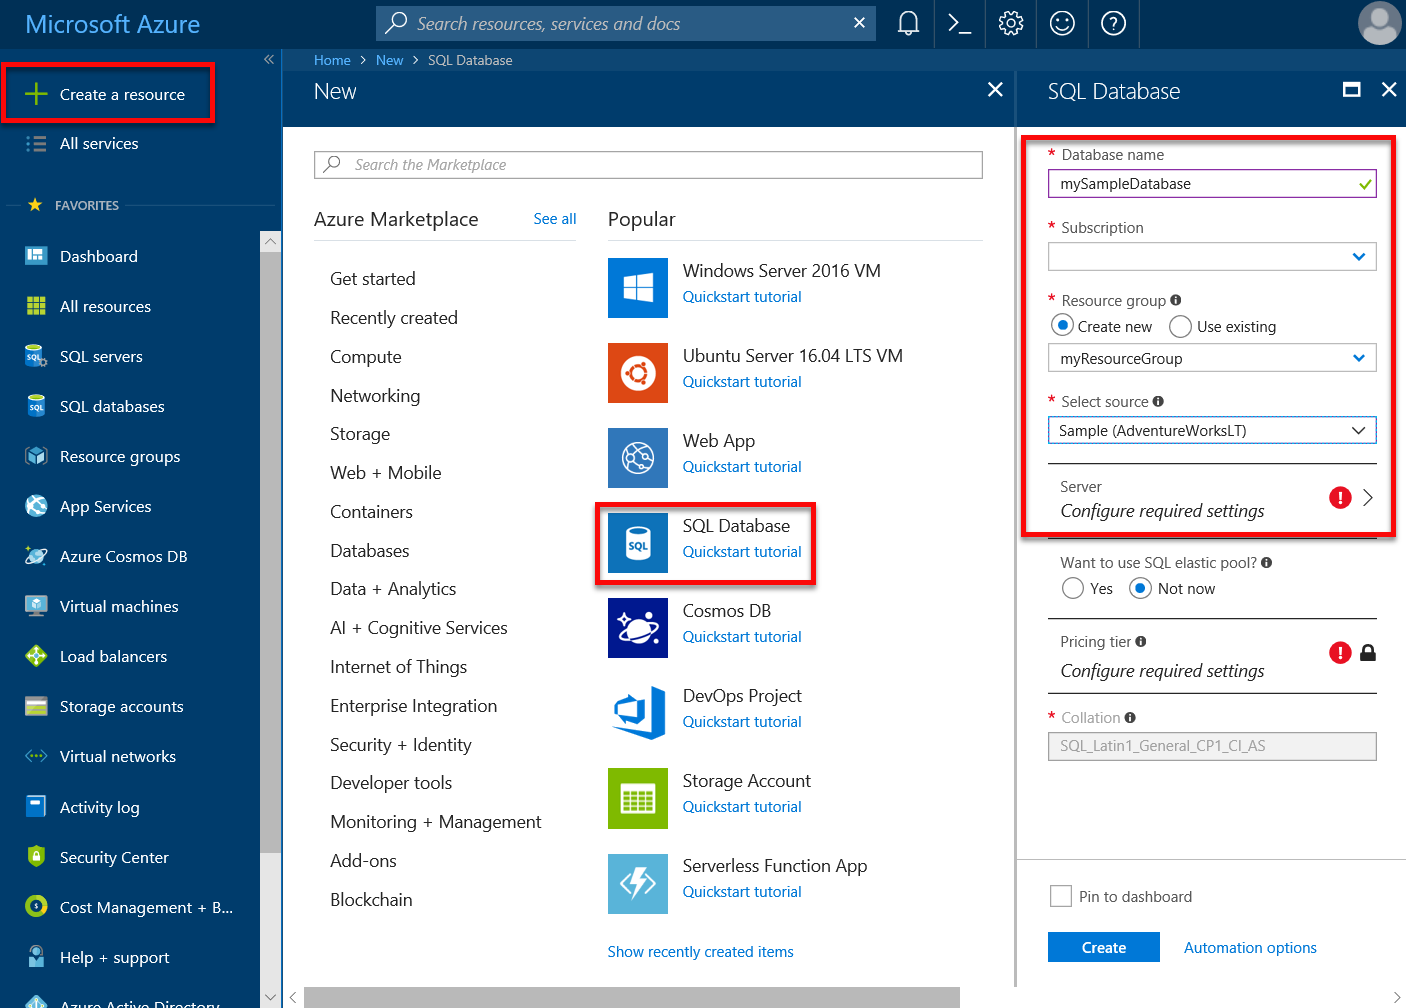 Microsoft Azure
Search resources, services and docs
Create a resource
All services
FAVORITES
Dashboard
All resources
SQL servers
SQL databases
Resource groups
App Services
Azure Cosmos DB
Virtual machines
Load balancers
Storage accounts
Virtual networks
Activity log
Security Center
Cost Management + B...
Help + support
Azure Active Directory
Home > New > SQL Database
New
Search the Marketplace
Azure Marketplace
See all
Get started
Recently created
Compute
Networking
Storage
Web + Mobile
Containers
Databases
Data + Analytics
AI + Cognitive Services
Internet of Things
Enterprise Integration
Security + Identity
Developer tools
Monitoring + Management
Add-ons
Blockchain
Popular
Windows Server 2016 VM
Quickstart tutorial
Ubuntu Server 16.04 LTS VM
Quickstart tutorial
Web App
Quickstart tutorial
SQL
SQL Database
Quickstart tutorial
Cosmos DB
Quickstart tutorial
DevOps Project
Quickstart tutorial
Storage Account
Quickstart tutorial
Serverless Function App
Quickstart tutorial
Show recently created items
SQL Database
* Database name
mySampleDatabase
* Subscription
* Resource group
Create new Use existing
myResourceGroup
* Select source
Sample (AdventureWorksLT)
Server
Configure required settings
Want to use SQL elastic pool?
Yes Not now
Pricing tier
Configure required settings
* Collation
SQL_Latin1_General_CP1_CI_AS
Pin to dashboard
Create
Automation options